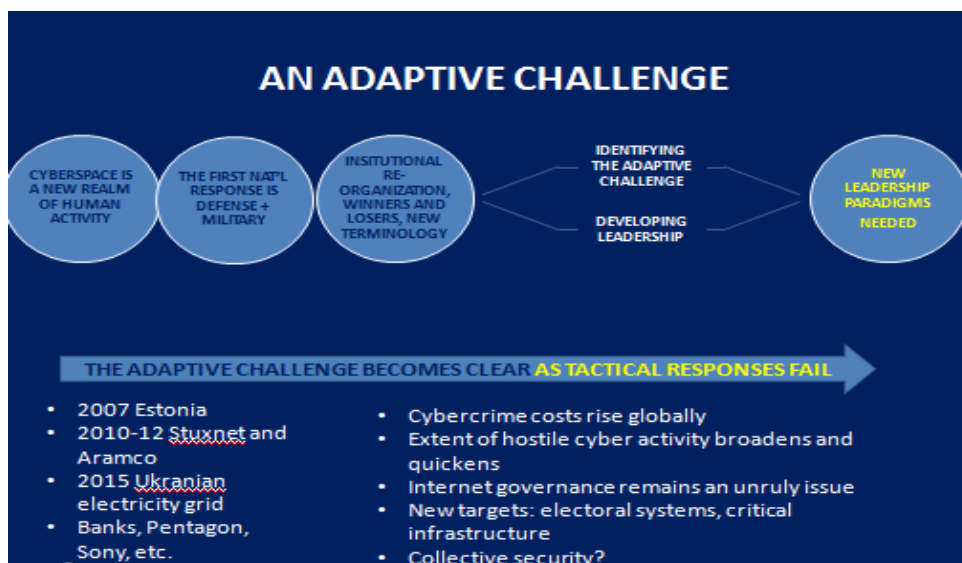 AN ADAPTIVE CHALLENGE
CYBERSPACE IS
A NEW REALM
OF HUMAN
ACTIVITY
THE FIRST NAT'L
RESPONSE IS
DEFENSE +
MILITARY
INSITUTIONAL
RE-
ORGANIZATION,
WINNERS AND
LOSERS, NEW
TERMINOLOGY
IDENTIFYING
THE ADAPTIVE
CHALLENGE
DEVELOPING
LEADERSHIP
NEW
LEADERSHIP
PARADIGMS
NEEDED
THE ADAPTIVE CHALLENGE BECOMES CLEAR AS TACTICAL RESPONSES FAIL
• 2007 Estonia
• 2010-12 Stuxnet and
Aramco
• 2015 Ukranian
electricity grid
• Banks, Pentagon,
Sony, etc.
• Cybercrime costs rise globally
• Extent of hostile cyber activity broadens and
quickens
• Internet governance remains an unruly issue
• New targets: electoral systems, critical
infrastructure
• Collective security?